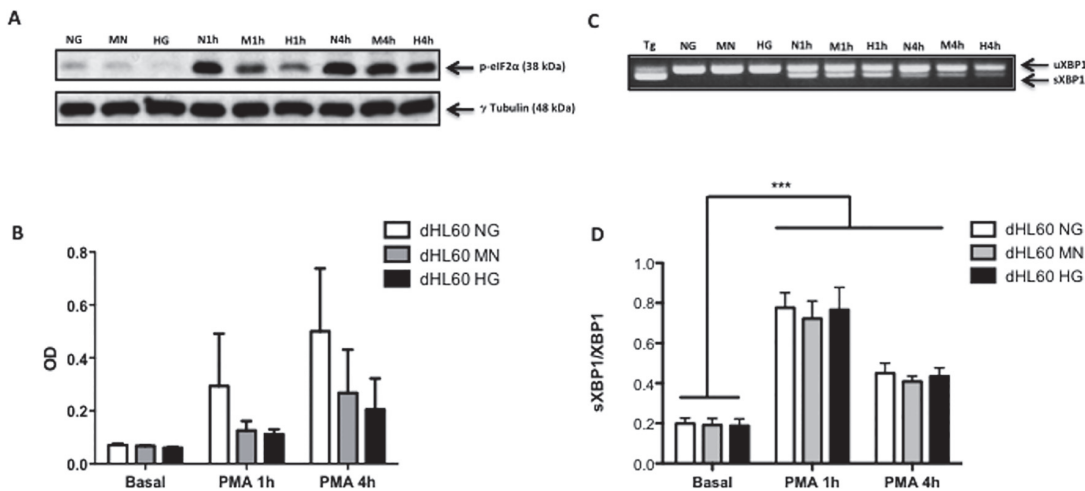 A
NG MN HG N1h M1h H1h N4h M4h H4h
p-eIF2α (38 kDa)
γ Tubulin (48 kDa)
B
dHL60 NG
dHL60 MN
dHL60 HG
0.8
0.6
0.4
0.2
0.0
OD
Basal PMA 1h PMA 4h
C
Tg NG MN HG N1h M1h H1h N4h M4h H4h
uXBP1
sXBP1
***
D
dHL60 NG
dHL60 MN
dHL60 HG
1.0
0.8
0.6
0.4
0.2
0.0
sXBP1/XBP1
Basal PMA 1h PMA 4h